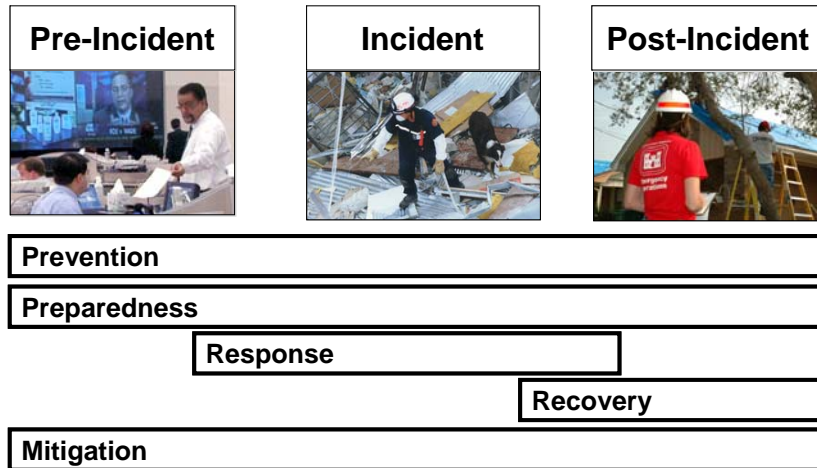 Pre-Incident
Incident
Post-Incident
Prevention
Preparedness
Response
Recovery
Mitigation